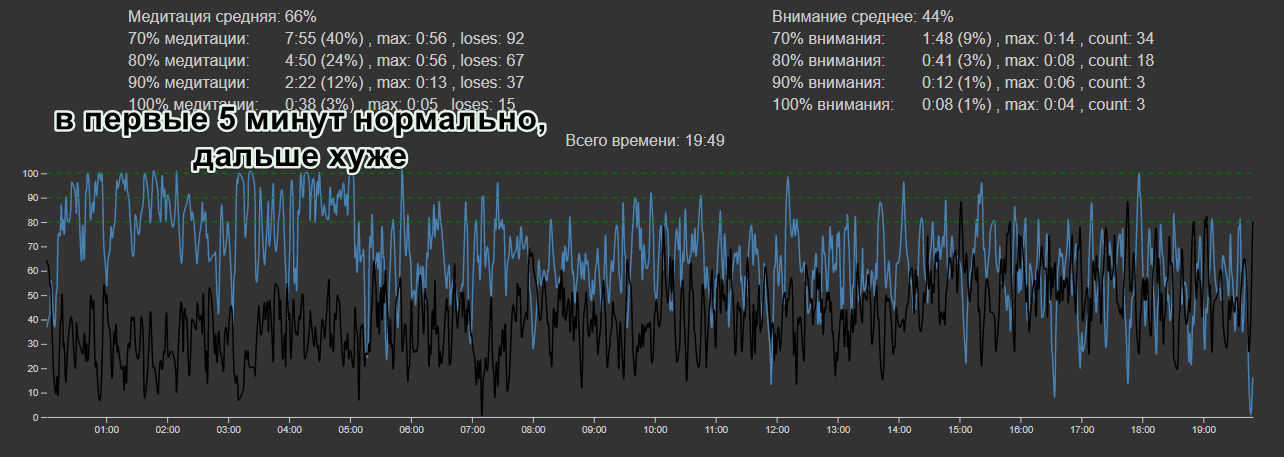 Медитация средняя: 66%
70% медитации: 7:55 (40%) , max: 0:56 , loses: 92
80% медитации: 4:50 (24%) , max: 0:56 , loses: 67
90% медитации: 2:22 (12%) , max: 0:13 , loses: 37
100% медитации: 0:38 (3%) , max: 0:05 , loses: 15
Внимание среднее: 44%
70% внимания: 1:48 (9%) , max: 0:14 , count: 34
80% внимания: 0:41 (3%) , max: 0:08 , count: 18
90% внимания: 0:12 (1%) , max: 0:06 , count: 3
100% внимания: 0:08 (1%) , max: 0:04 , count: 3
в первые 5 минут нормально,
дальше хуже
Всего времени: 19:49
100
90
80
70
60
50
40
30
20
10
0
01:00 02:00 03:00 04:00 05:00 06:00 07:00 08:00 09:00 10:00 11:00 12:00 13:00 14:00 15:00 16:00 17:00 18:00 19:00